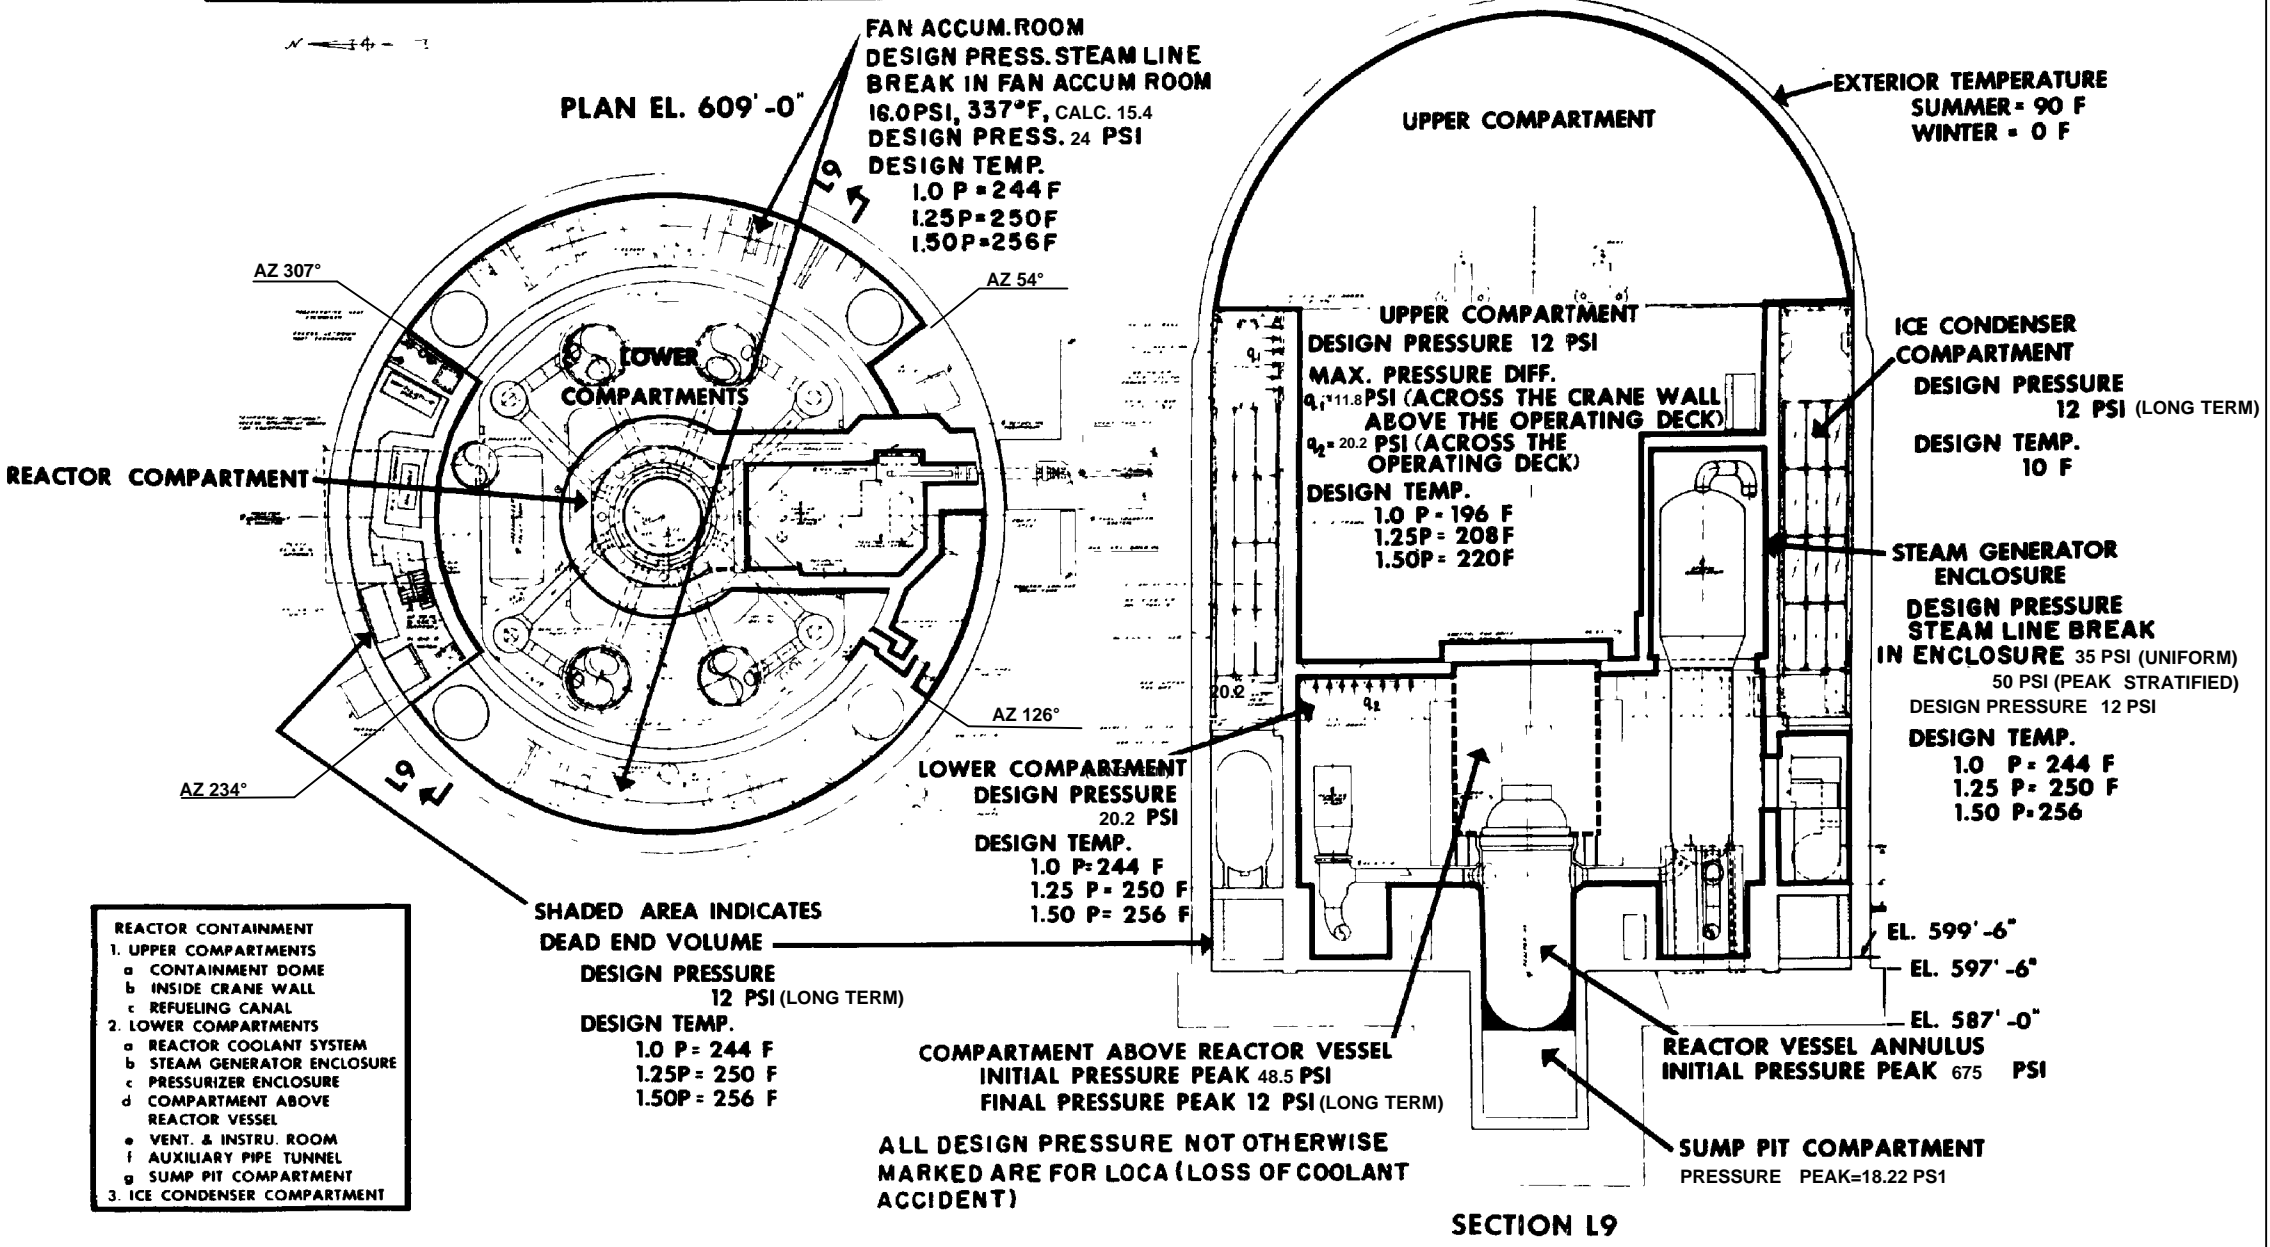 FAN ACCUM. ROOM
DESIGN PRESS. STEAM LINE
BREAK IN FAN ACCUM ROOM
16.0 PSI, 337°F, CALC. 15.4
DESIGN PRESS. 24 PSI
DESIGN TEMP.
1.0 P = 244 F
1.25P = 250F
1.50P = 256F
N
PLAN EL. 609'-0"
AZ 307°
AZ 54°
LOWER
COMPARTMENTS
REACTOR COMPARTMENT
AZ 126°
AZ 234°
L9
L9
SHADED AREA INDICATES
DEAD END VOLUME
DESIGN PRESSURE
12 PSI (LONG TERM)
DESIGN TEMP.
1.0 P = 244 F
1.25P = 250 F
1.50P = 256 F
REACTOR CONTAINMENT
1. UPPER COMPARTMENTS
a CONTAINMENT DOME
b INSIDE CRANE WALL
c REFUELING CANAL
2. LOWER COMPARTMENTS
a REACTOR COOLANT SYSTEM
b STEAM GENERATOR ENCLOSURE
c PRESSURIZER ENCLOSURE
d COMPARTMENT ABOVE
REACTOR VESSEL
e VENT. & INSTRU. ROOM
f AUXILIARY PIPE TUNNEL
g SUMP PIT COMPARTMENT
3. ICE CONDENSER COMPARTMENT
UPPER COMPARTMENT
EXTERIOR TEMPERATURE
SUMMER = 90 F
WINTER = 0 F
UPPER COMPARTMENT
DESIGN PRESSURE 12 PSI
MAX. PRESSURE DIFF.
q1 = 11.8 PSI (ACROSS THE CRANE WALL
ABOVE THE OPERATING DECK)
q2 = 20.2 PSI (ACROSS THE
OPERATING DECK)
DESIGN TEMP.
1.0 P = 196 F
1.25P = 208F
1.50P = 220F
q1
q2
20.2
ICE CONDENSER
COMPARTMENT
DESIGN PRESSURE
12 PSI (LONG TERM)
DESIGN TEMP.
10 F
STEAM GENERATOR
ENCLOSURE
DESIGN PRESSURE
STEAM LINE BREAK
IN ENCLOSURE 35 PSI (UNIFORM)
50 PSI (PEAK STRATIFIED)
DESIGN PRESSURE 12 PSI
DESIGN TEMP.
1.0 P = 244 F
1.25 P = 250 F
1.50 P = 256
LOWER COMPARTMENT
DESIGN PRESSURE
20.2 PSI
DESIGN TEMP.
1.0 P = 244 F
1.25 P = 250 F
1.50 P = 256 F
EL. 599'-6"
EL. 597'-6"
EL. 587'-0"
COMPARTMENT ABOVE REACTOR VESSEL
INITIAL PRESSURE PEAK 48.5 PSI
FINAL PRESSURE PEAK 12 PSI (LONG TERM)
REACTOR VESSEL ANNULUS
INITIAL PRESSURE PEAK 675 PSI
SUMP PIT COMPARTMENT
PRESSURE PEAK=18.22 PS1
ALL DESIGN PRESSURE NOT OTHERWISE
MARKED ARE FOR LOCA (LOSS OF COOLANT
ACCIDENT)
SECTION L9